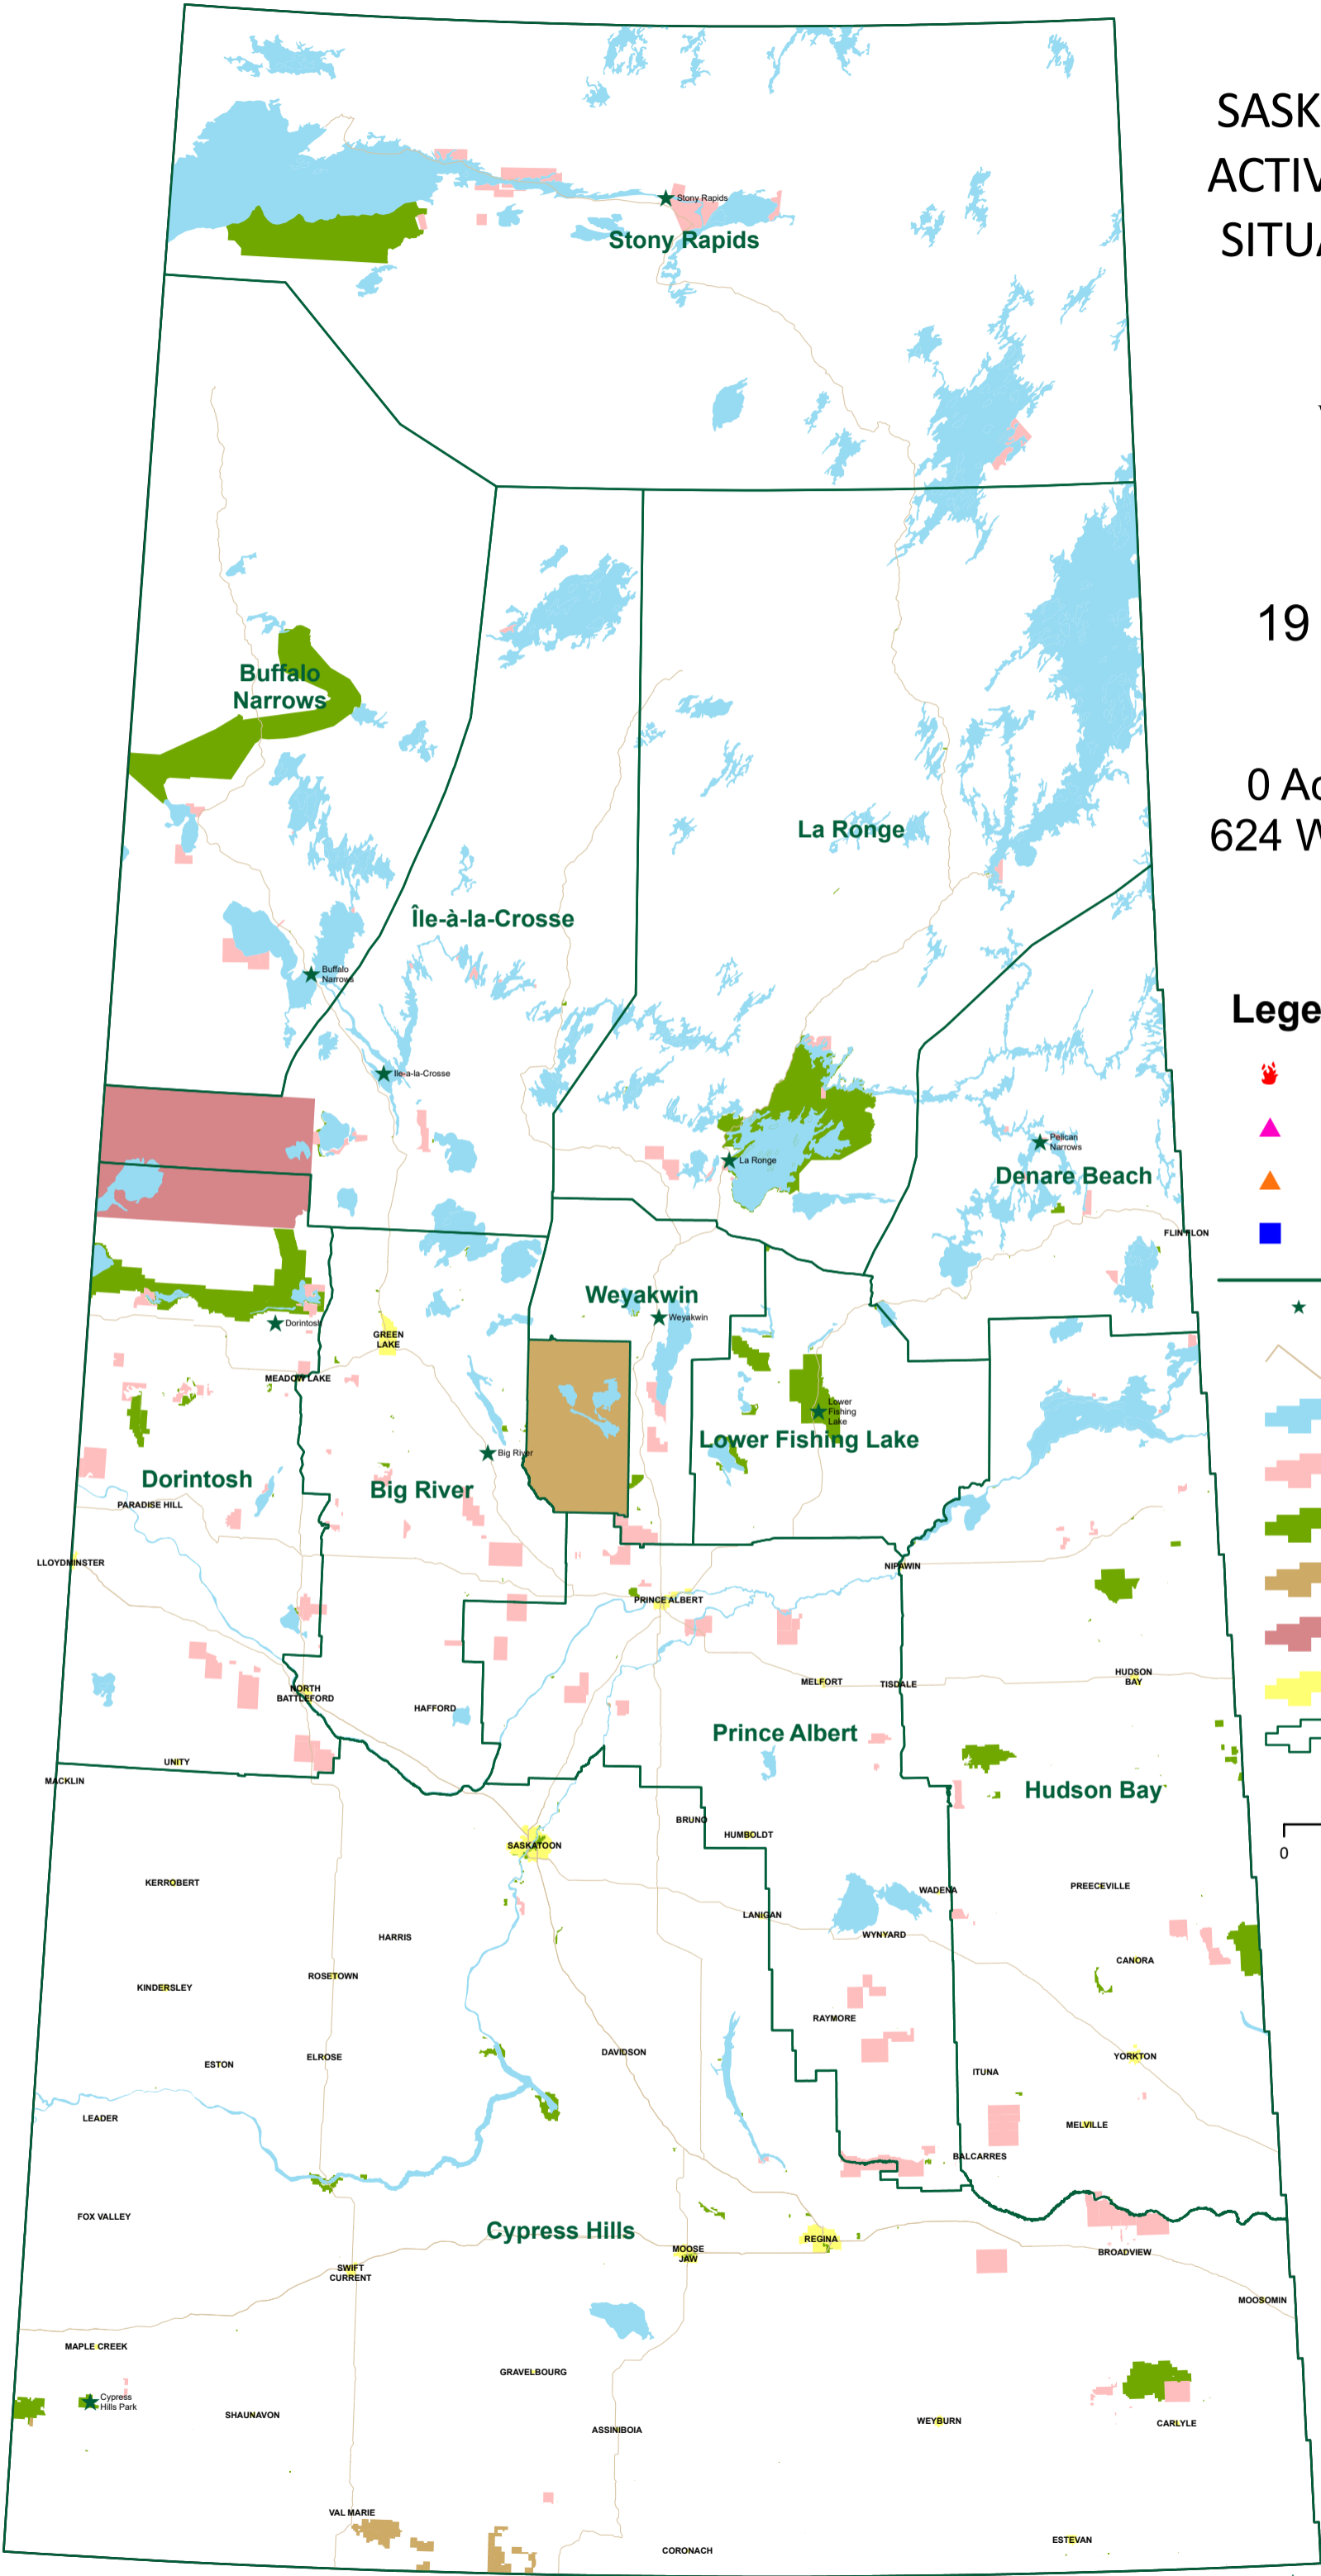 SASK
ACTIV
SITUA
Stony Rapids
Stony Rapids
19
Buffalo
Narrows
0 Ac
624 W
La Ronge
Île-à-la-Crosse
Buffalo
Narrows
Lege
Ile-a-la-Crosse
Pelican
Narrows
La Ronge
Denare Beach
FLIN FLON
Weyakwin
Weyakwin
Dorintosh
GREEN
LAKE
MEADOW LAKE
Lower
Fishing
Lake
Lower Fishing Lake
Big River
Dorintosh
Big River
PARADISE HILL
LLOYDMINSTER
NIPAWIN
PRINCE ALBERT
HUDSON
BAY
MELFORT
TISDALE
NORTH
BATTLEFORD
HAFFORD
Prince Albert
UNITY
MACKLIN
Hudson Bay
BRUNO
HUMBOLDT
SASKATOON
0
KERROBERT
PREECEVILLE
WADENA
LANIGAN
WYNYARD
HARRIS
CANORA
ROSETOWN
KINDERSLEY
RAYMORE
DAVIDSON
YORKTON
ELROSE
ESTON
ITUNA
LEADER
MELVILLE
BALCARRES
FOX VALLEY
Cypress Hills
REGINA
MOOSE
JAW
BROADVIEW
SWIFT
CURRENT
MOOSOMIN
MAPLE CREEK
GRAVELBOURG
Cypress
Hills Park
SHAUNAVON
WEYBURN
CARLYLE
ASSINIBOIA
VAL MARIE
ESTEVAN
CORONACH